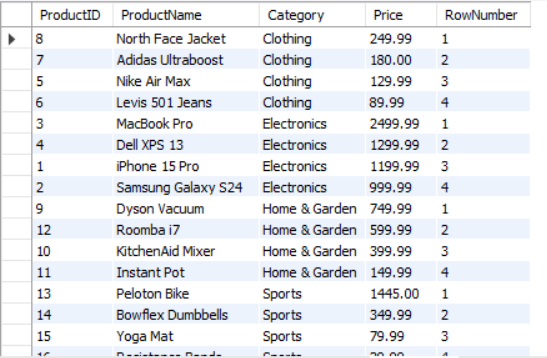 ProductID ProductName Category Price RowNumber
8 North Face Jacket Clothing 249.99 1
7 Adidas Ultraboost Clothing 180.00 2
5 Nike Air Max Clothing 129.99 3
6 Levis 501 Jeans Clothing 89.99 4
3 MacBook Pro Electronics 2499.99 1
4 Dell XPS 13 Electronics 1299.99 2
1 iPhone 15 Pro Electronics 1199.99 3
2 Samsung Galaxy S24 Electronics 999.99 4
9 Dyson Vacuum Home & Garden 749.99 1
12 Roomba i7 Home & Garden 599.99 2
10 KitchenAid Mixer Home & Garden 399.99 3
11 Instant Pot Home & Garden 149.99 4
13 Peloton Bike Sports 1445.00 1
14 Bowflex Dumbbells Sports 349.99 2
15 Yoga Mat Sports 79.99 3
16 Resistance Bands Sports